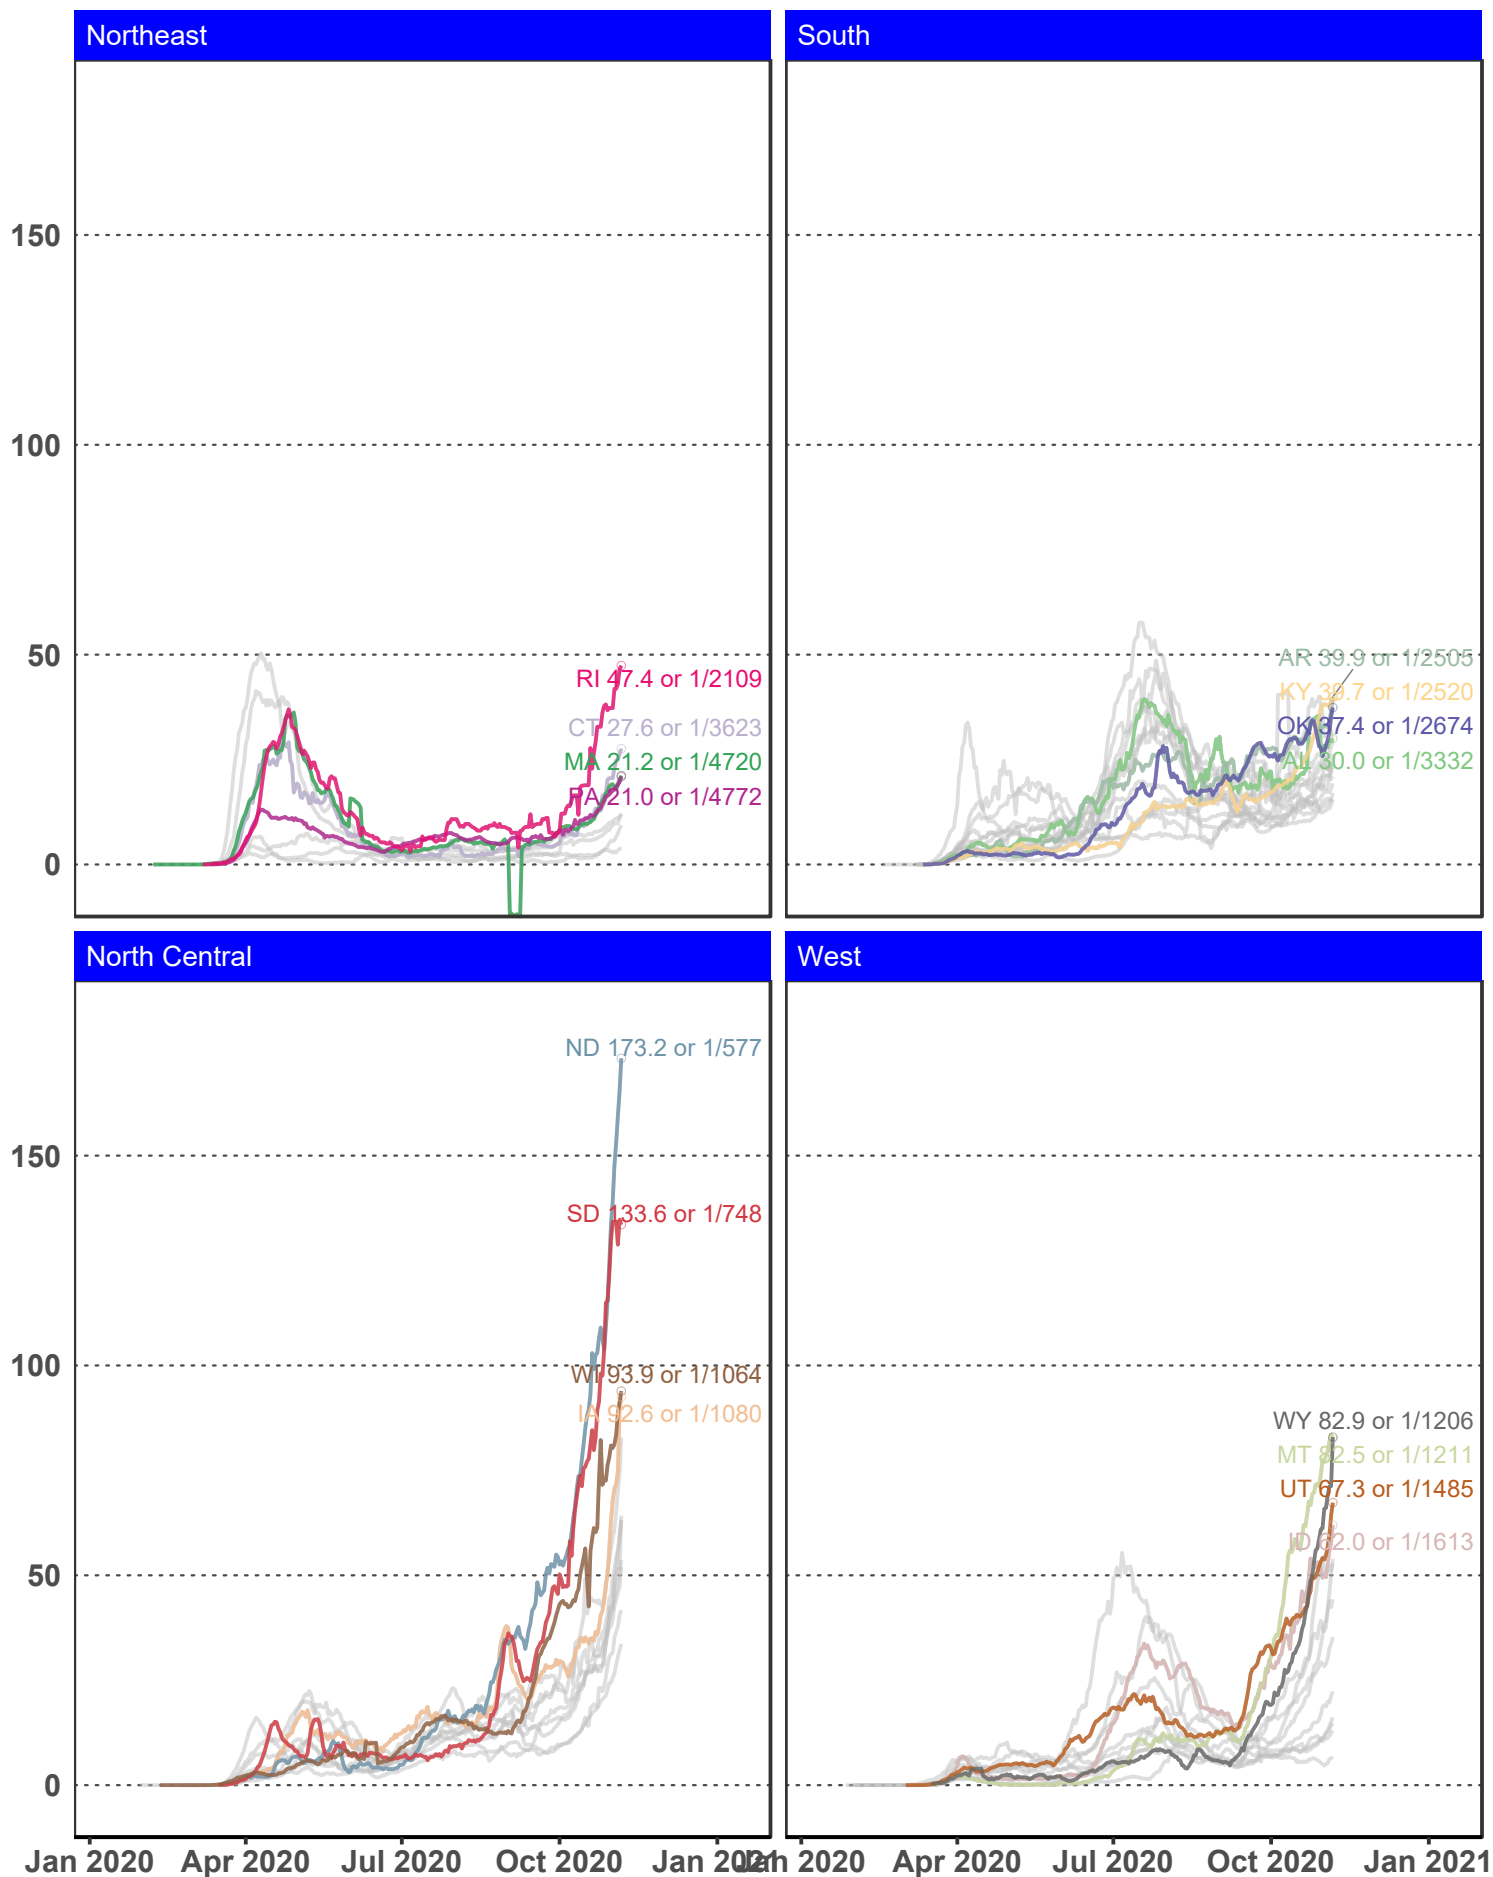 Northeast
South
150
100
50
0
RI 47.4 or 1/2109
CT 27.6 or 1/3623
MA 21.2 or 1/4720
PA 21.0 or 1/4772
AR 39.9 or 1/2505
KY 39.7 or 1/2520
OK 37.4 or 1/2674
AL 30.0 or 1/3332
North Central
West
150
100
50
0
ND 173.2 or 1/577
SD 133.6 or 1/748
WI 93.9 or 1/1064
IA 92.6 or 1/1080
WY 82.9 or 1/1206
MT 82.5 or 1/1211
UT 67.3 or 1/1485
ID 62.0 or 1/1613
Jan 2020 Apr 2020 Jul 2020 Oct 2020 Jan 2021
Jan 2020 Apr 2020 Jul 2020 Oct 2020 Jan 2021